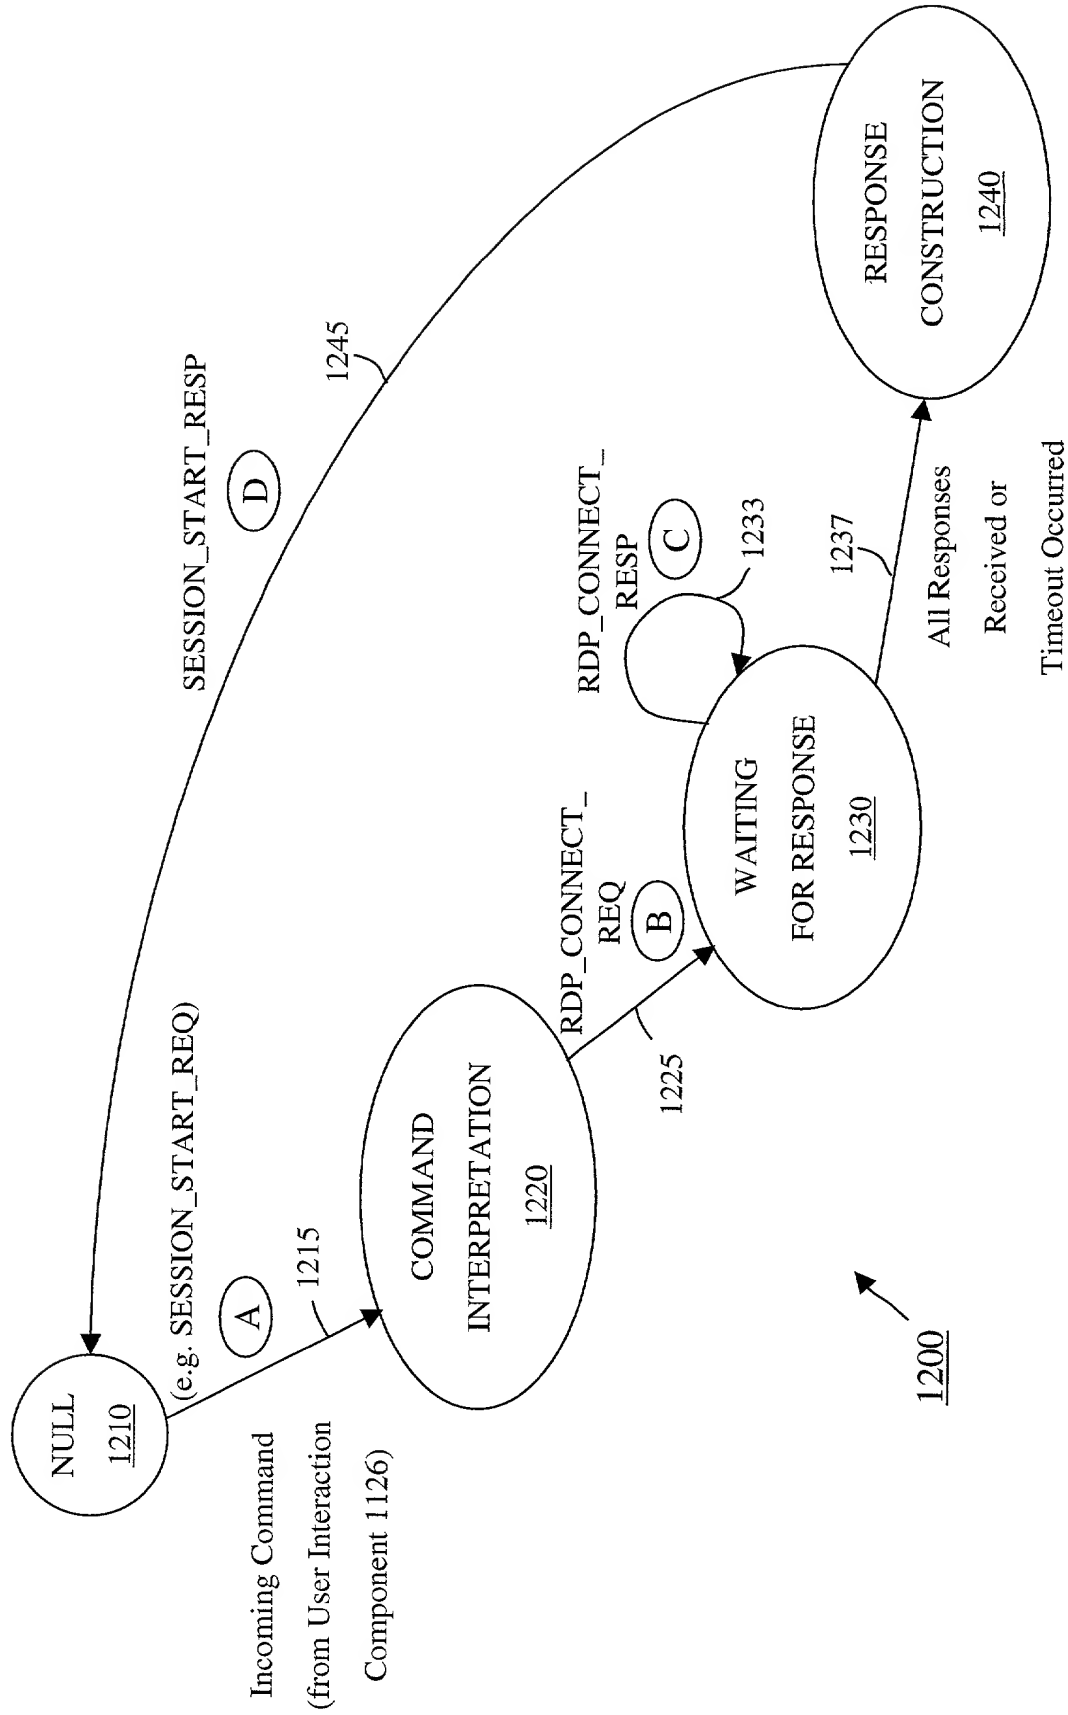 NULL
1210
(e.g. SESSION_START_REQ)
A
1215
Incoming Command
(from User Interaction
Component 1126)
COMMAND
INTERPRETATION
1220
RDP_CONNECT_
REQ
B
1225
WAITING
FOR RESPONSE
1230
RDP_CONNECT_
RESP
C
1233
1237
All Responses
Received or
Timeout Occurred
RESPONSE
CONSTRUCTION
1240
SESSION_START_RESP
D
1245
1200